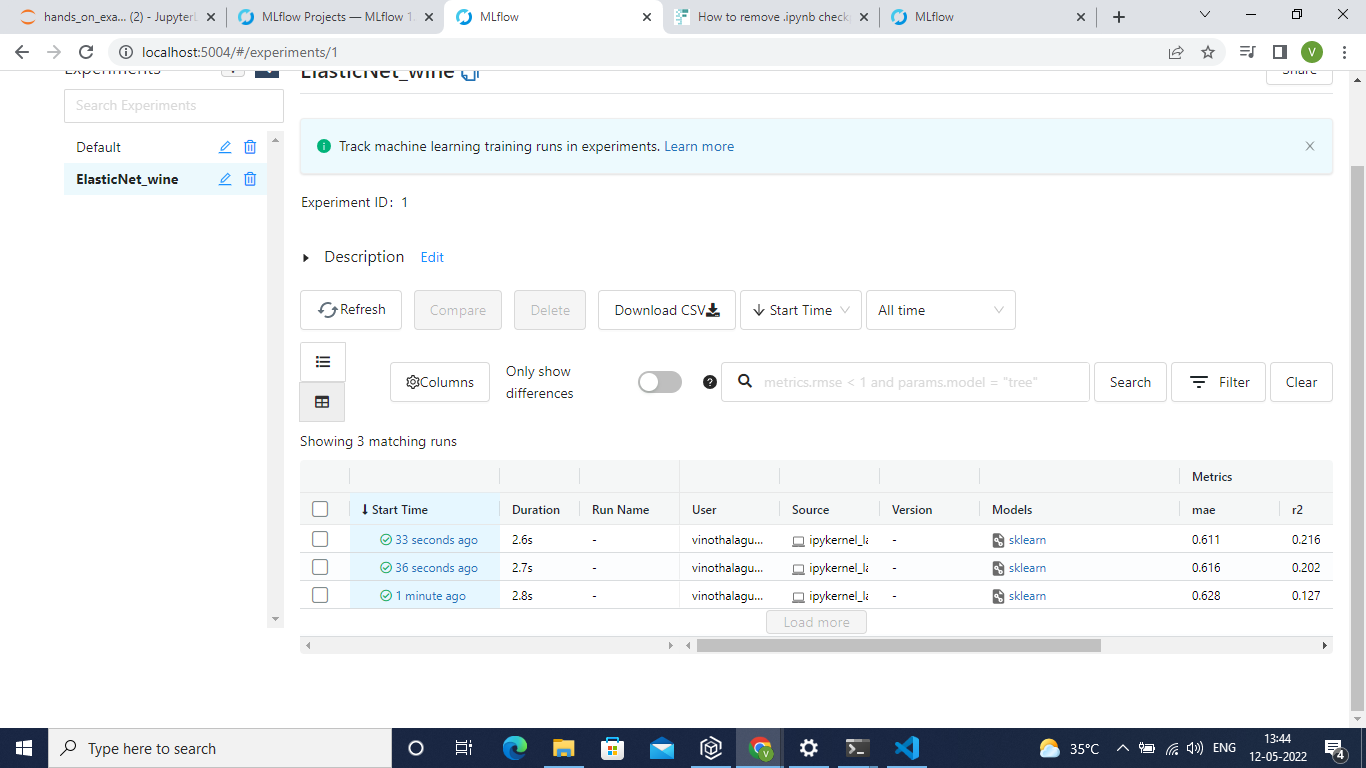 hands_on_exa... (2) - JupyterL
MLflow Projects — MLflow 1.
MLflow
How to remove .ipynb checkp
MLflow
localhost:5004/#/experiments/1
V
Experiments
ElasticNet_wine
Share
Search Experiments
Default
ElasticNet_wine
Track machine learning training runs in experiments. Learn more
Experiment ID: 1
Description Edit
Refresh Compare Delete Download CSV Start Time All time
Columns Only show differences metrics.rmse < 1 and params.model = "tree" Search Filter Clear
Showing 3 matching runs
Metrics
Start Time Duration Run Name User Source Version Models mae r2
33 seconds ago 2.6s - vinothalagu... ipykernel_la - sklearn 0.611 0.216
36 seconds ago 2.7s - vinothalagu... ipykernel_la - sklearn 0.616 0.202
1 minute ago 2.8s - vinothalagu... ipykernel_la - sklearn 0.628 0.127
Load more
Type here to search
35°C
ENG
13:44
12-05-2022
4